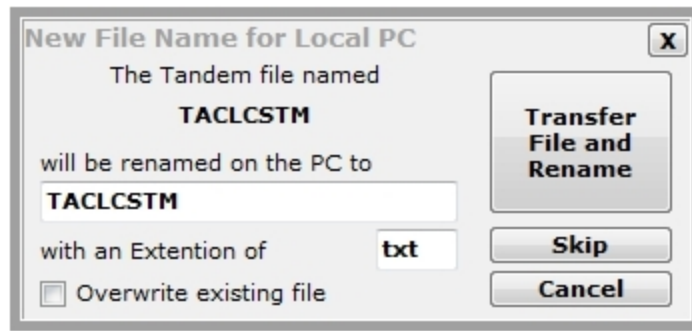 New File Name for Local PC
X
The Tandem file named
TACLCSTM
will be renamed on the PC to
TACLCSTM
with an Extention of
txt
Overwrite existing file
Transfer
File and
Rename
Skip
Cancel